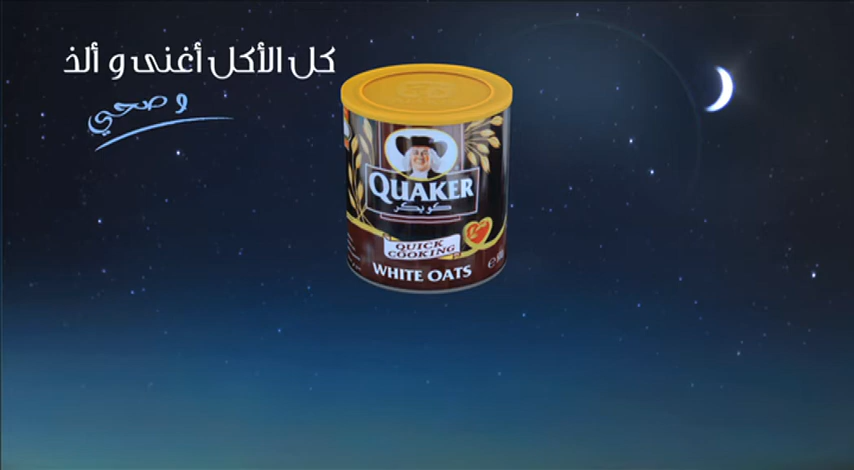 كل الأكل أغنى و ألذ
و صحي
QUAKER
كويكر
QUICK
COOKING
WHITE OATS